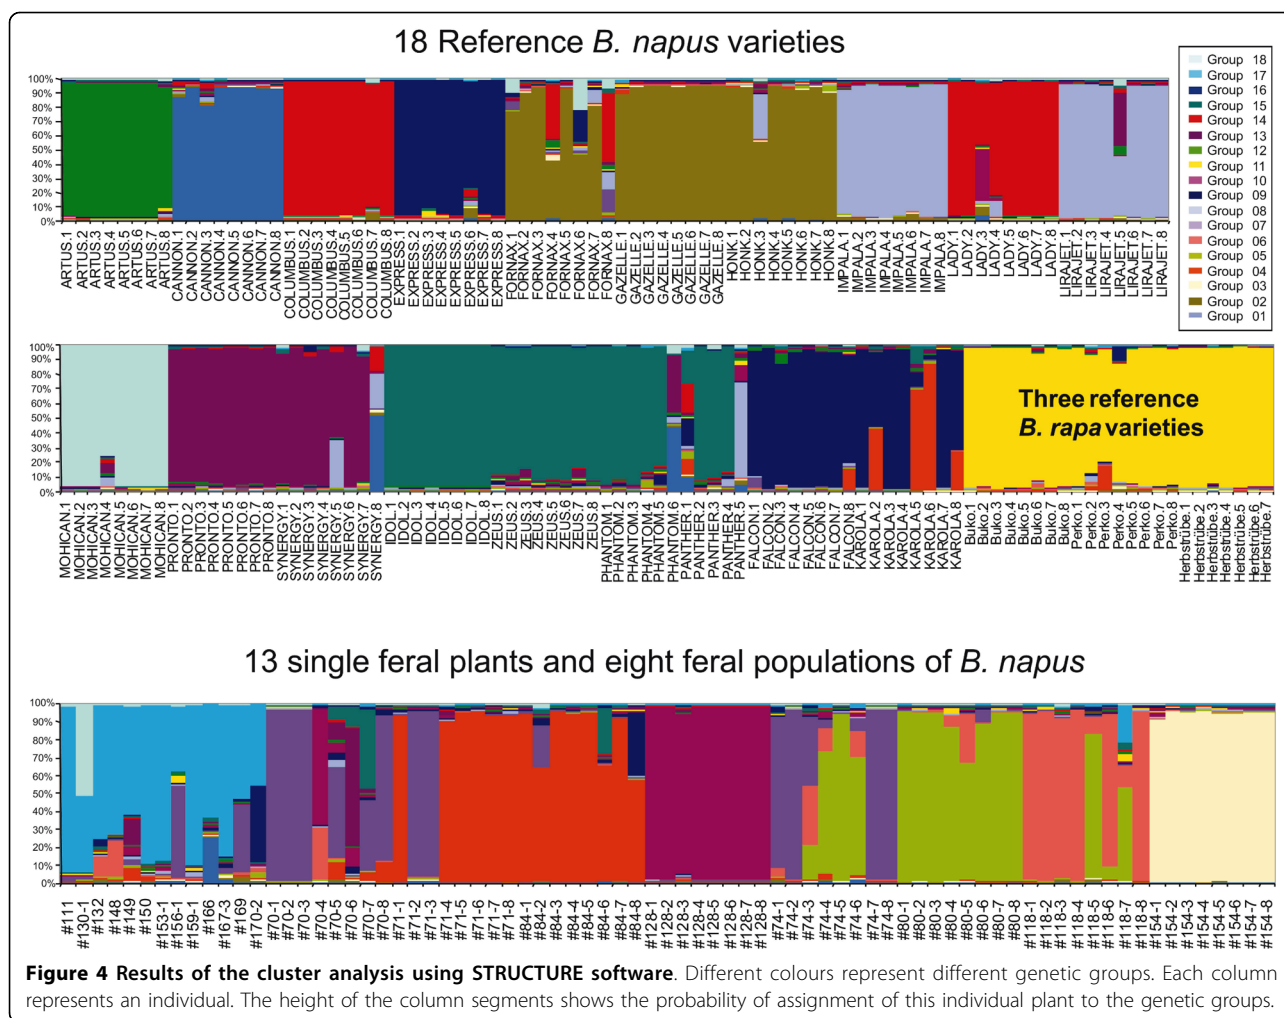 18 Reference B. napus varieties
Group 18
Group 17
Group 16
Group 15
Group 14
Group 13
Group 12
Group 11
Group 10
Group 09
Group 08
Group 07
Group 06
Group 05
Group 04
Group 03
Group 02
Group 01
100%
90%
80%
70%
60%
50%
40%
30%
20%
10%
0%
ARTUS.1
ARTUS.2
ARTUS.3
ARTUS.4
ARTUS.5
ARTUS.6
ARTUS.7
ARTUS.8
CANNON.1
CANNON.2
CANNON.3
CANNON.4
CANNON.5
CANNON.6
CANNON.7
CANNON.8
COLUMBUS.1
COLUMBUS.2
COLUMBUS.3
COLUMBUS.4
COLUMBUS.5
COLUMBUS.6
COLUMBUS.7
COLUMBUS.8
EXPRESS.1
EXPRESS.2
EXPRESS.3
EXPRESS.4
EXPRESS.5
EXPRESS.6
EXPRESS.7
EXPRESS.8
FORNAX.1
FORNAX.2
FORNAX.3
FORNAX.4
FORNAX.5
FORNAX.6
FORNAX.7
FORNAX.8
GAZELLE.1
GAZELLE.2
GAZELLE.3
GAZELLE.4
GAZELLE.5
GAZELLE.6
GAZELLE.7
GAZELLE.8
HONK.1
HONK.2
HONK.3
HONK.4
HONK.5
HONK.6
HONK.7
HONK.8
IMPALA.1
IMPALA.2
IMPALA.3
IMPALA.4
IMPALA.5
IMPALA.6
IMPALA.7
IMPALA.8
LADY.1
LADY.2
LADY.3
LADY.4
LADY.5
LADY.6
LADY.7
LADY.8
LIRAJET.1
LIRAJET.2
LIRAJET.3
LIRAJET.4
LIRAJET.5
LIRAJET.6
LIRAJET.7
LIRAJET.8
100%
90%
80%
70%
60%
50%
40%
30%
20%
10%
0%
Three reference
B. rapa varieties
MOHICAN.1
MOHICAN.2
MOHICAN.3
MOHICAN.4
MOHICAN.5
MOHICAN.6
MOHICAN.7
MOHICAN.8
PRONTO.1
PRONTO.2
PRONTO.3
PRONTO.4
PRONTO.5
PRONTO.6
PRONTO.7
PRONTO.8
SYNERGY.1
SYNERGY.2
SYNERGY.3
SYNERGY.4
SYNERGY.5
SYNERGY.6
SYNERGY.7
SYNERGY.8
IDOL.1
IDOL.2
IDOL.3
IDOL.4
IDOL.5
IDOL.6
IDOL.7
IDOL.8
ZEUS.1
ZEUS.2
ZEUS.3
ZEUS.4
ZEUS.5
ZEUS.6
ZEUS.7
ZEUS.8
PHANTOM.1
PHANTOM.2
PHANTOM.3
PHANTOM.4
PHANTOM.5
PHANTOM.6
PANTHER.1
PANTHER.2
PANTHER.3
PANTHER.4
PANTHER.5
FALCON.1
FALCON.2
FALCON.3
FALCON.4
FALCON.5
FALCON.6
FALCON.7
FALCON.8
KAROLA.1
KAROLA.2
KAROLA.3
KAROLA.4
KAROLA.5
KAROLA.6
KAROLA.7
KAROLA.8
Buko.1
Buko.2
Buko.3
Buko.4
Buko.5
Buko.6
Buko.7
Buko.8
Perko.1
Perko.2
Perko.3
Perko.4
Perko.5
Perko.6
Perko.7
Perko.8
Herbstrübe.1
Herbstrübe.2
Herbstrübe.3
Herbstrübe.4
Herbstrübe.5
Herbstrübe.6
Herbstrübe.7
13 single feral plants and eight feral populations of B. napus
100%
90%
80%
70%
60%
50%
40%
30%
20%
10%
0%
#111
#130-1
#132
#148
#149
#150
#153-1
#156-1
#159-1
#166
#167-3
#169
#170-2
#70-1
#70-2
#70-3
#70-4
#70-5
#70-6
#70-7
#70-8
#71-1
#71-2
#71-3
#71-4
#71-5
#71-6
#71-7
#71-8
#84-1
#84-2
#84-3
#84-4
#84-5
#84-6
#84-7
#84-8
#128-1
#128-2
#128-3
#128-4
#128-5
#128-6
#128-7
#128-8
#74-1
#74-2
#74-3
#74-4
#74-5
#74-6
#74-7
#74-8
#80-1
#80-2
#80-3
#80-4
#80-5
#80-6
#80-7
#80-8
#118-1
#118-2
#118-3
#118-4
#118-5
#118-6
#118-7
#118-8
#154-1
#154-2
#154-3
#154-4
#154-5
#154-6
#154-7
#154-8
Figure 4 Results of the cluster analysis using STRUCTURE software. Different colours represent different genetic groups. Each column
represents an individual. The height of the column segments shows the probability of assignment of this individual plant to the genetic groups.